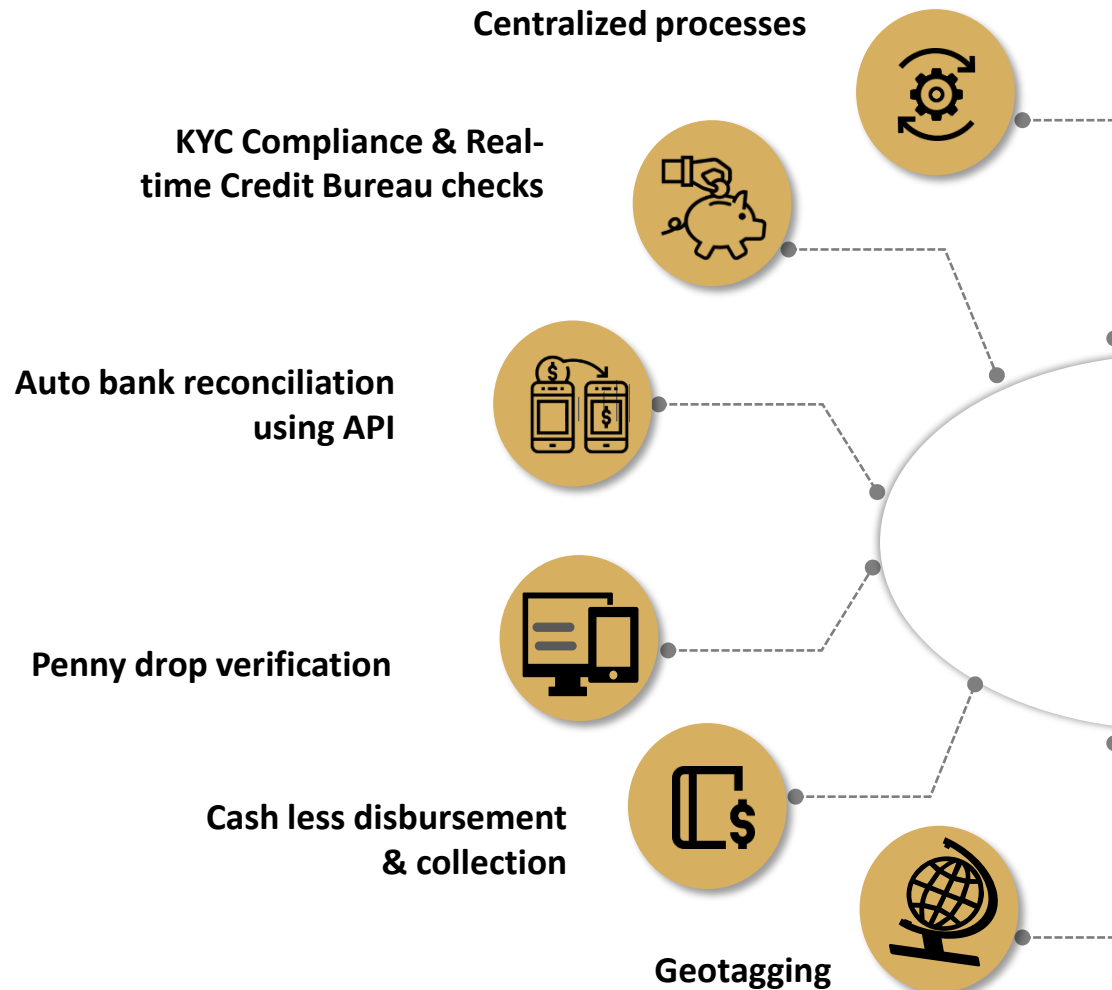 Centralized processes
KYC Compliance & Real-
time Credit Bureau checks
$
$
Auto bank reconciliation
using API
Penny drop verification
$
Cash less disbursement
& collection
Geotagging